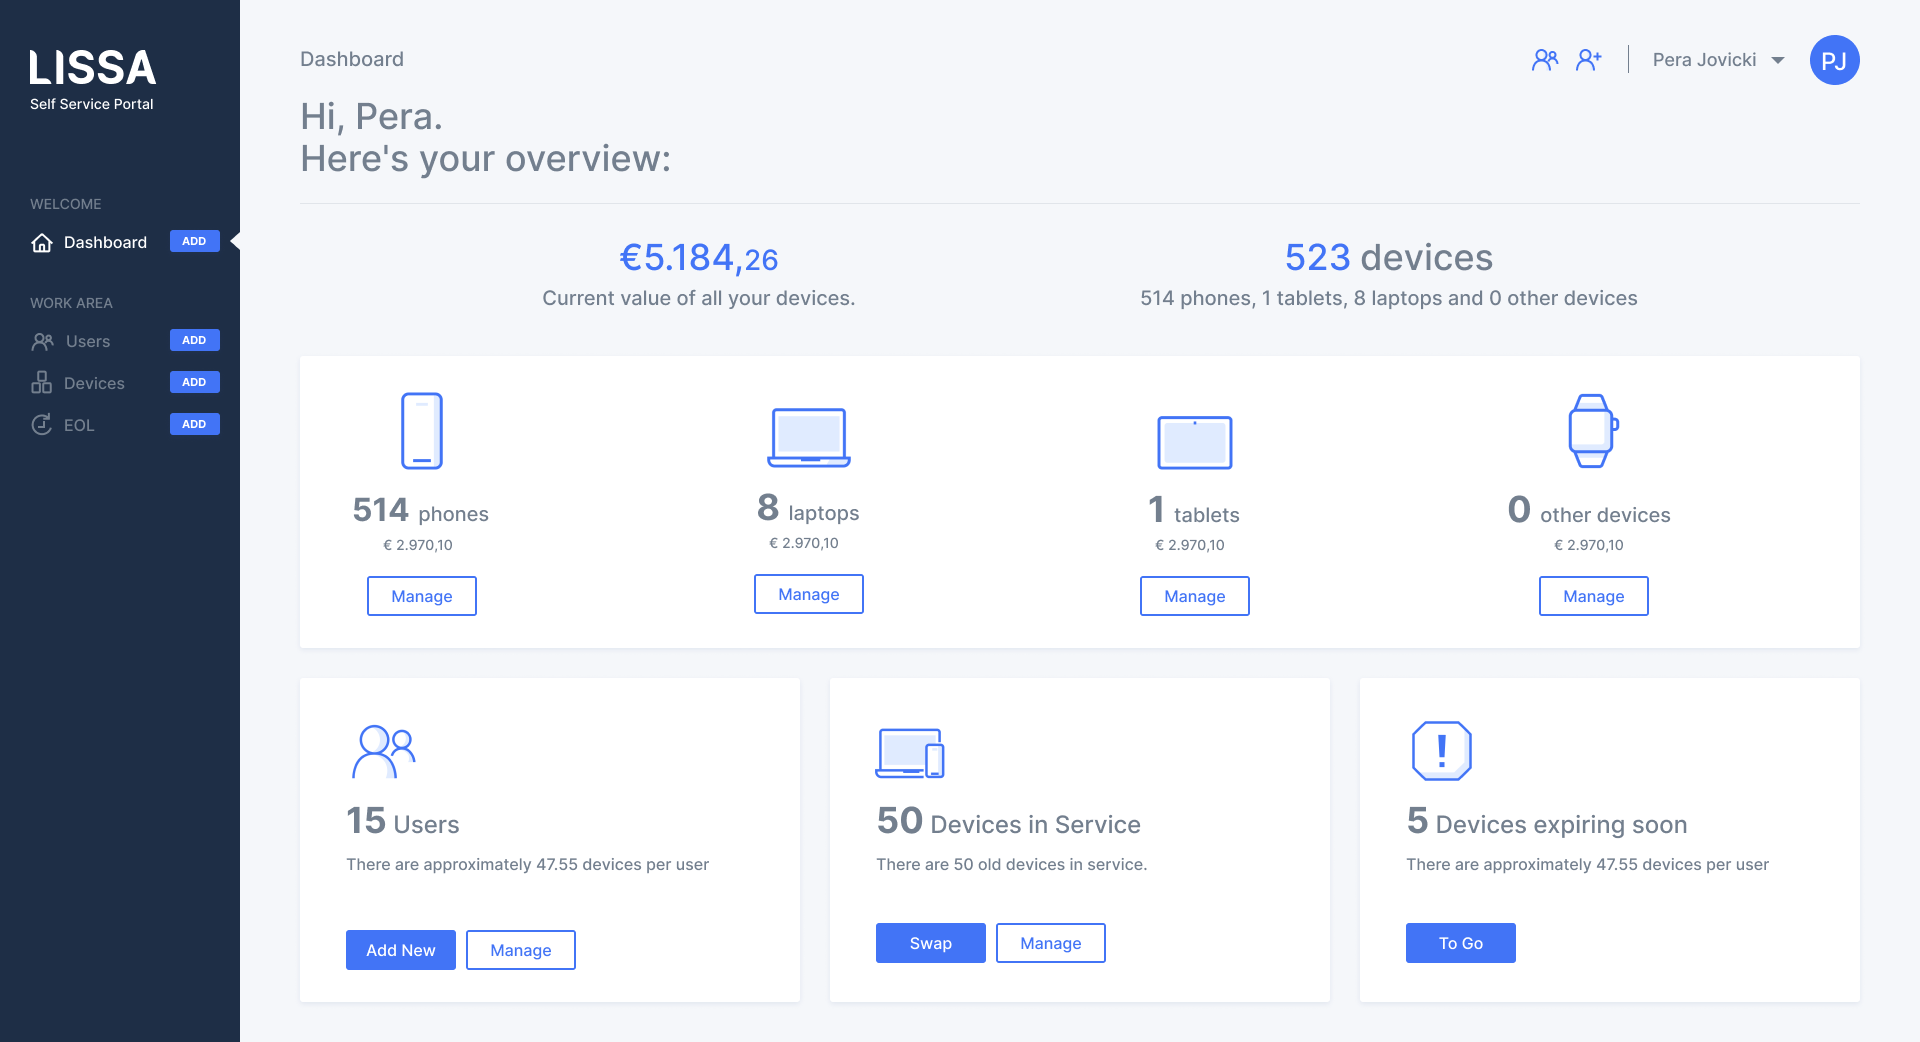 LISSA
Self Service Portal
WELCOME
Dashboard ADD
WORK AREA
Users ADD
Devices ADD
EOL ADD
Dashboard
Pera Jovicki
PJ
Hi, Pera.
Here's your overview:
€5.184,26
Current value of all your devices.
523 devices
514 phones, 1 tablets, 8 laptops and 0 other devices
514 phones
€ 2.970,10
Manage
8 laptops
€ 2.970,10
Manage
1 tablets
€ 2.970,10
Manage
0 other devices
€ 2.970,10
Manage
15 Users
There are approximately 47.55 devices per user
Add New Manage
50 Devices in Service
There are 50 old devices in service.
Swap Manage
!
5 Devices expiring soon
There are approximately 47.55 devices per user
To Go